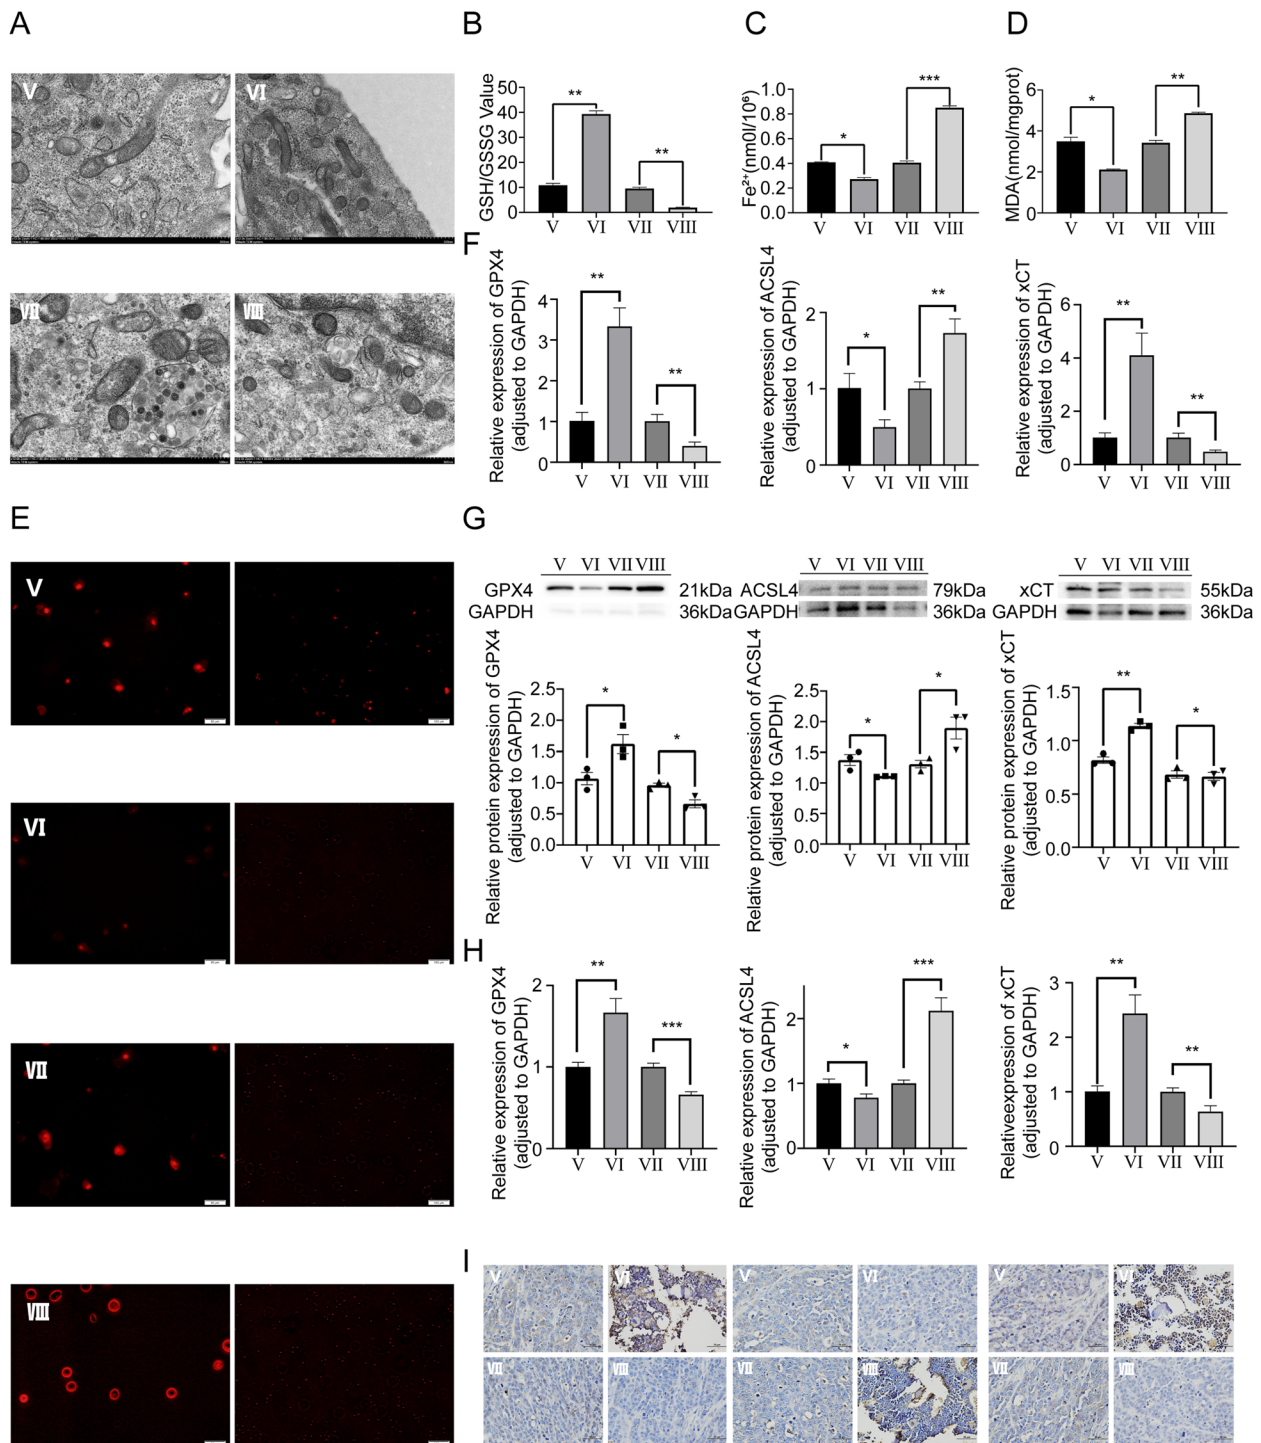 A
B
C
D
V
VI
VII
VIII
GSH/GSSG Value
50
40
30
20
10
0
**
**
V VI VII VIII
Fe²⁺(nm0l/10⁶)
1.0
0.8
0.6
0.4
0.2
0.0
*
***
V VI VII VIII
MDA(nmol/mgprot)
6
4
2
0
*
**
V VI VII VIII
F
Relative expression of GPX4
(adjusted to GAPDH)
4
3
2
1
0
**
**
V VI VII VIII
Relative expression of ACSL4
(adjusted to GAPDH)
2
1
0
*
**
V VI VII VIII
Relative expression of xCT
(adjusted to GAPDH)
6
4
2
0
**
**
V VI VII VIII
E
V
VI
VII
VIII
G
V VI VII VIII
GPX4 21kDa
GAPDH 36kDa
V VI VII VIII
ACSL4 79kDa
GAPDH 36kDa
V VI VII VIII
xCT 55kDa
GAPDH 36kDa
Relative protein expression of GPX4
(adjusted to GAPDH)
2.5
2.0
1.5
1.0
0.5
0.0
*
*
V VI VII VIII
Relative protein expression of ACSL4
(adjusted to GAPDH)
2.5
2.0
1.5
1.0
0.5
0.0
*
*
V VI VII VIII
Relative protein expression of xCT
(adjusted to GAPDH)
1.5
1.0
0.5
0.0
**
*
V VI VII VIII
H
Relative expression of GPX4
(adjusted to GAPDH)
2
1
0
**
***
V VI VII VIII
Relative expression of ACSL4
(adjusted to GAPDH)
2
1
0
*
***
V VI VII VIII
Relativeexpression of xCT
(adjusted to GAPDH)
3
2
1
0
**
**
V VI VII VIII
I
V VI V VI V VI
VII VIII VII VIII VII VIII